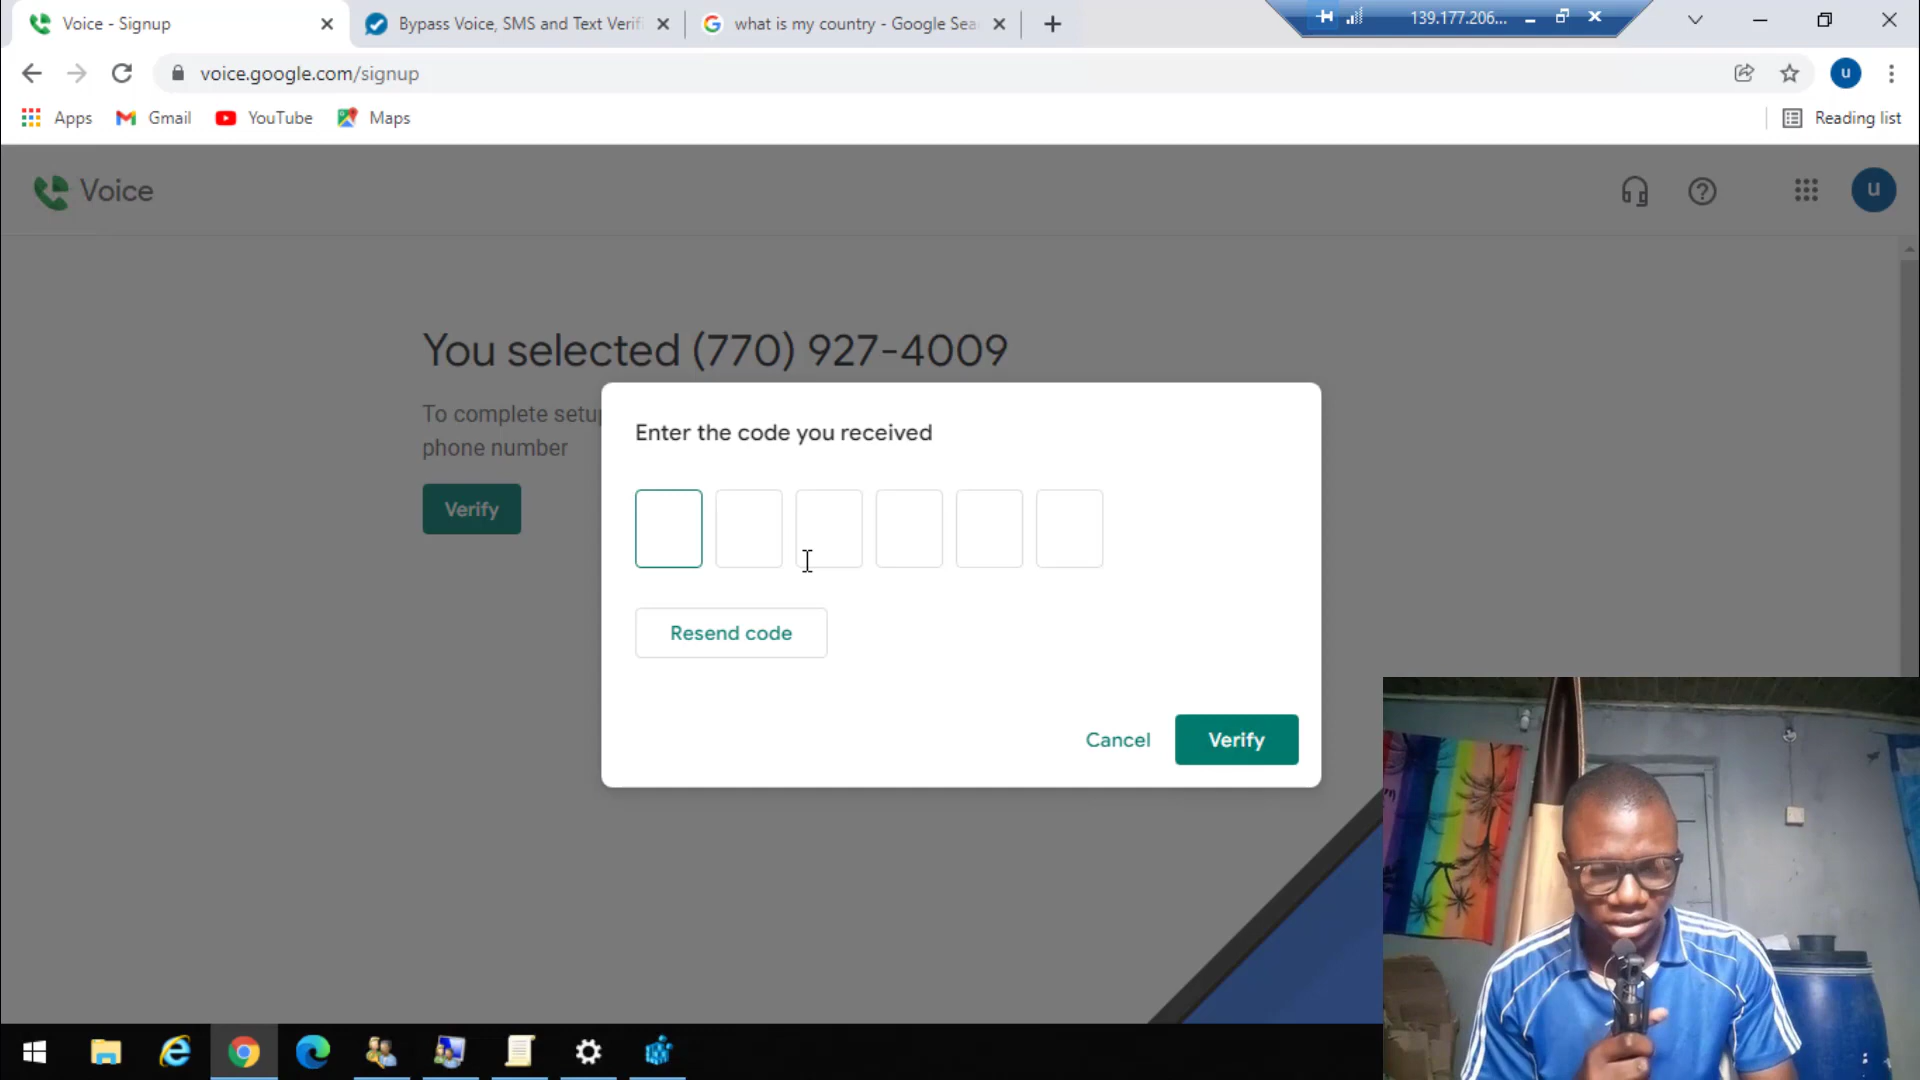 Voice - Signup
Bypass Voice, SMS and Text Verifi
what is my country - Google Sea
139.177.206...
voice.google.com/signup
u
Apps
Gmail
YouTube
Maps
Reading list
Voice
u
You selected (770) 927-4009
To complete setup
phone number
Verify
Enter the code you received
Resend code
Cancel
Verify